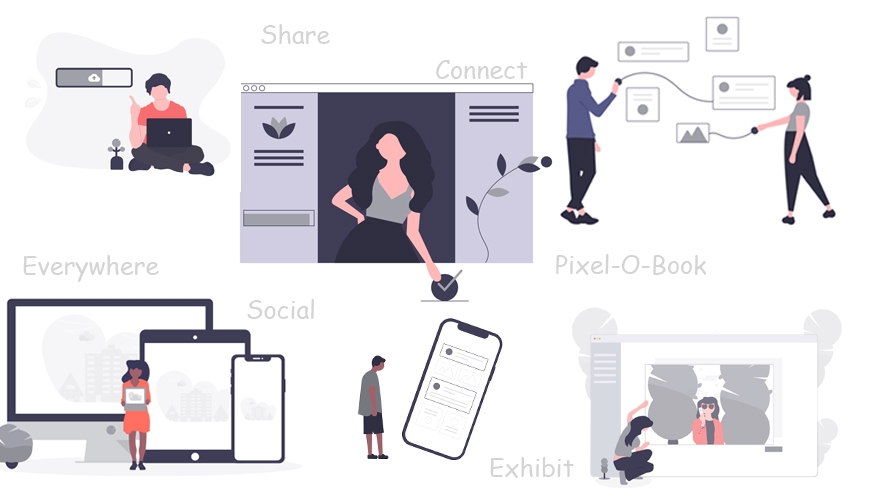 Share
Connect
Everywhere
Pixel-O-Book
Social
Exhibit